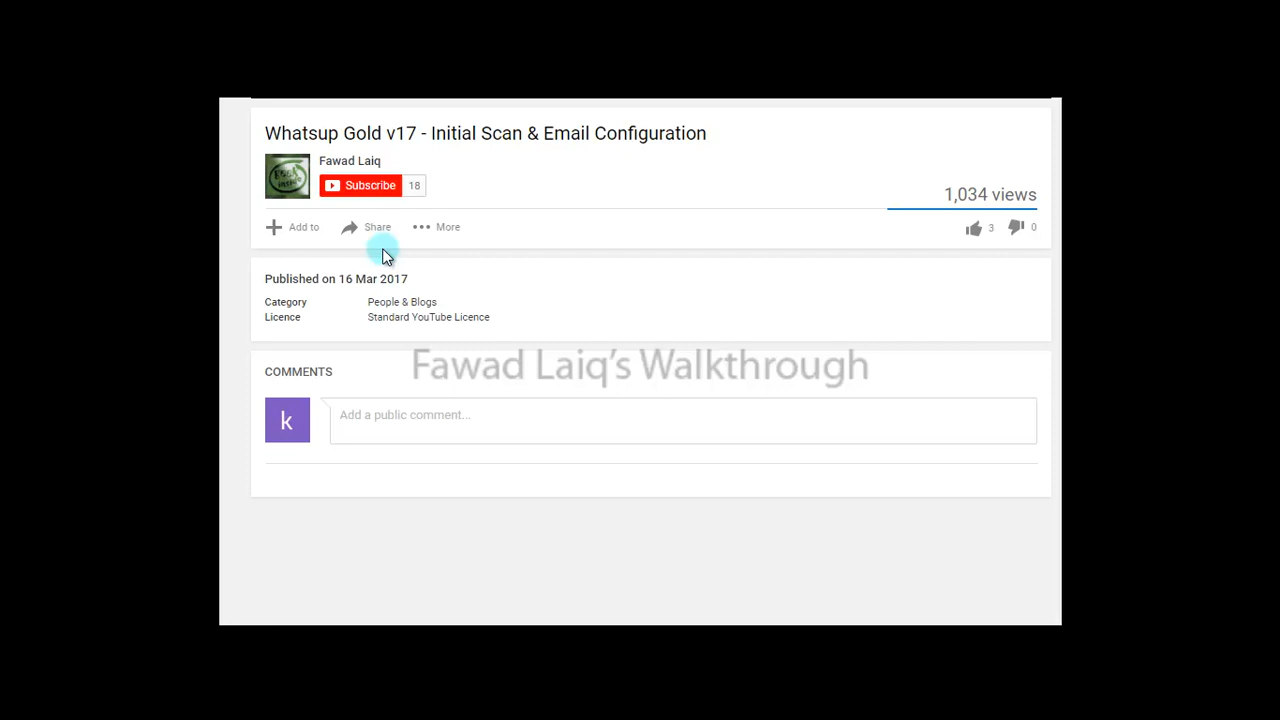 Whatsup Gold v17 - Initial Scan & Email Configuration
Fawad Laiq
Subscribe 18
1,034 views
Add to Share More 3 0
Published on 16 Mar 2017
Category People & Blogs
Licence Standard YouTube Licence
Fawad Laiq's Walkthrough
COMMENTS
k
Add a public comment...